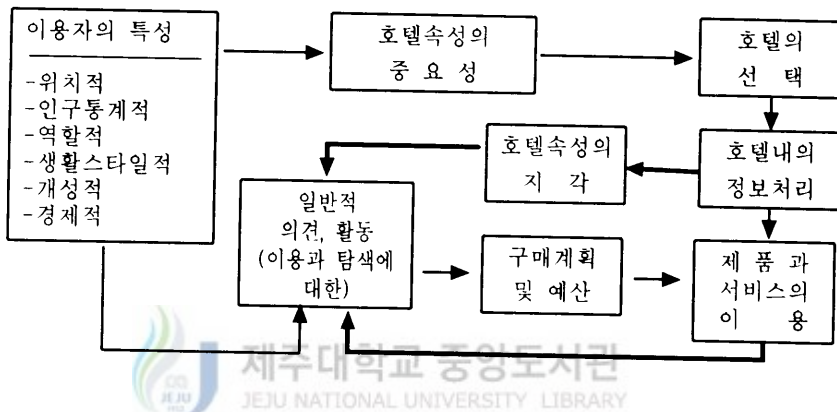 이용자의 특성
-위치적
-인구통계적
-역할적
-생활스타일적
-개성적
-경제적
호텔속성의
중 요 성
호텔의
선 택
호텔속성의
지 각
호텔내의
정보처리
일반적
의견, 활동
(이용과 탐색에
대한)
구매계획
및 예산
제 품 과
서비스의
이 용
제주대학교 중앙도서관
JEJU NATIONAL UNIVERSITY LIBRARY
JEJU
1952